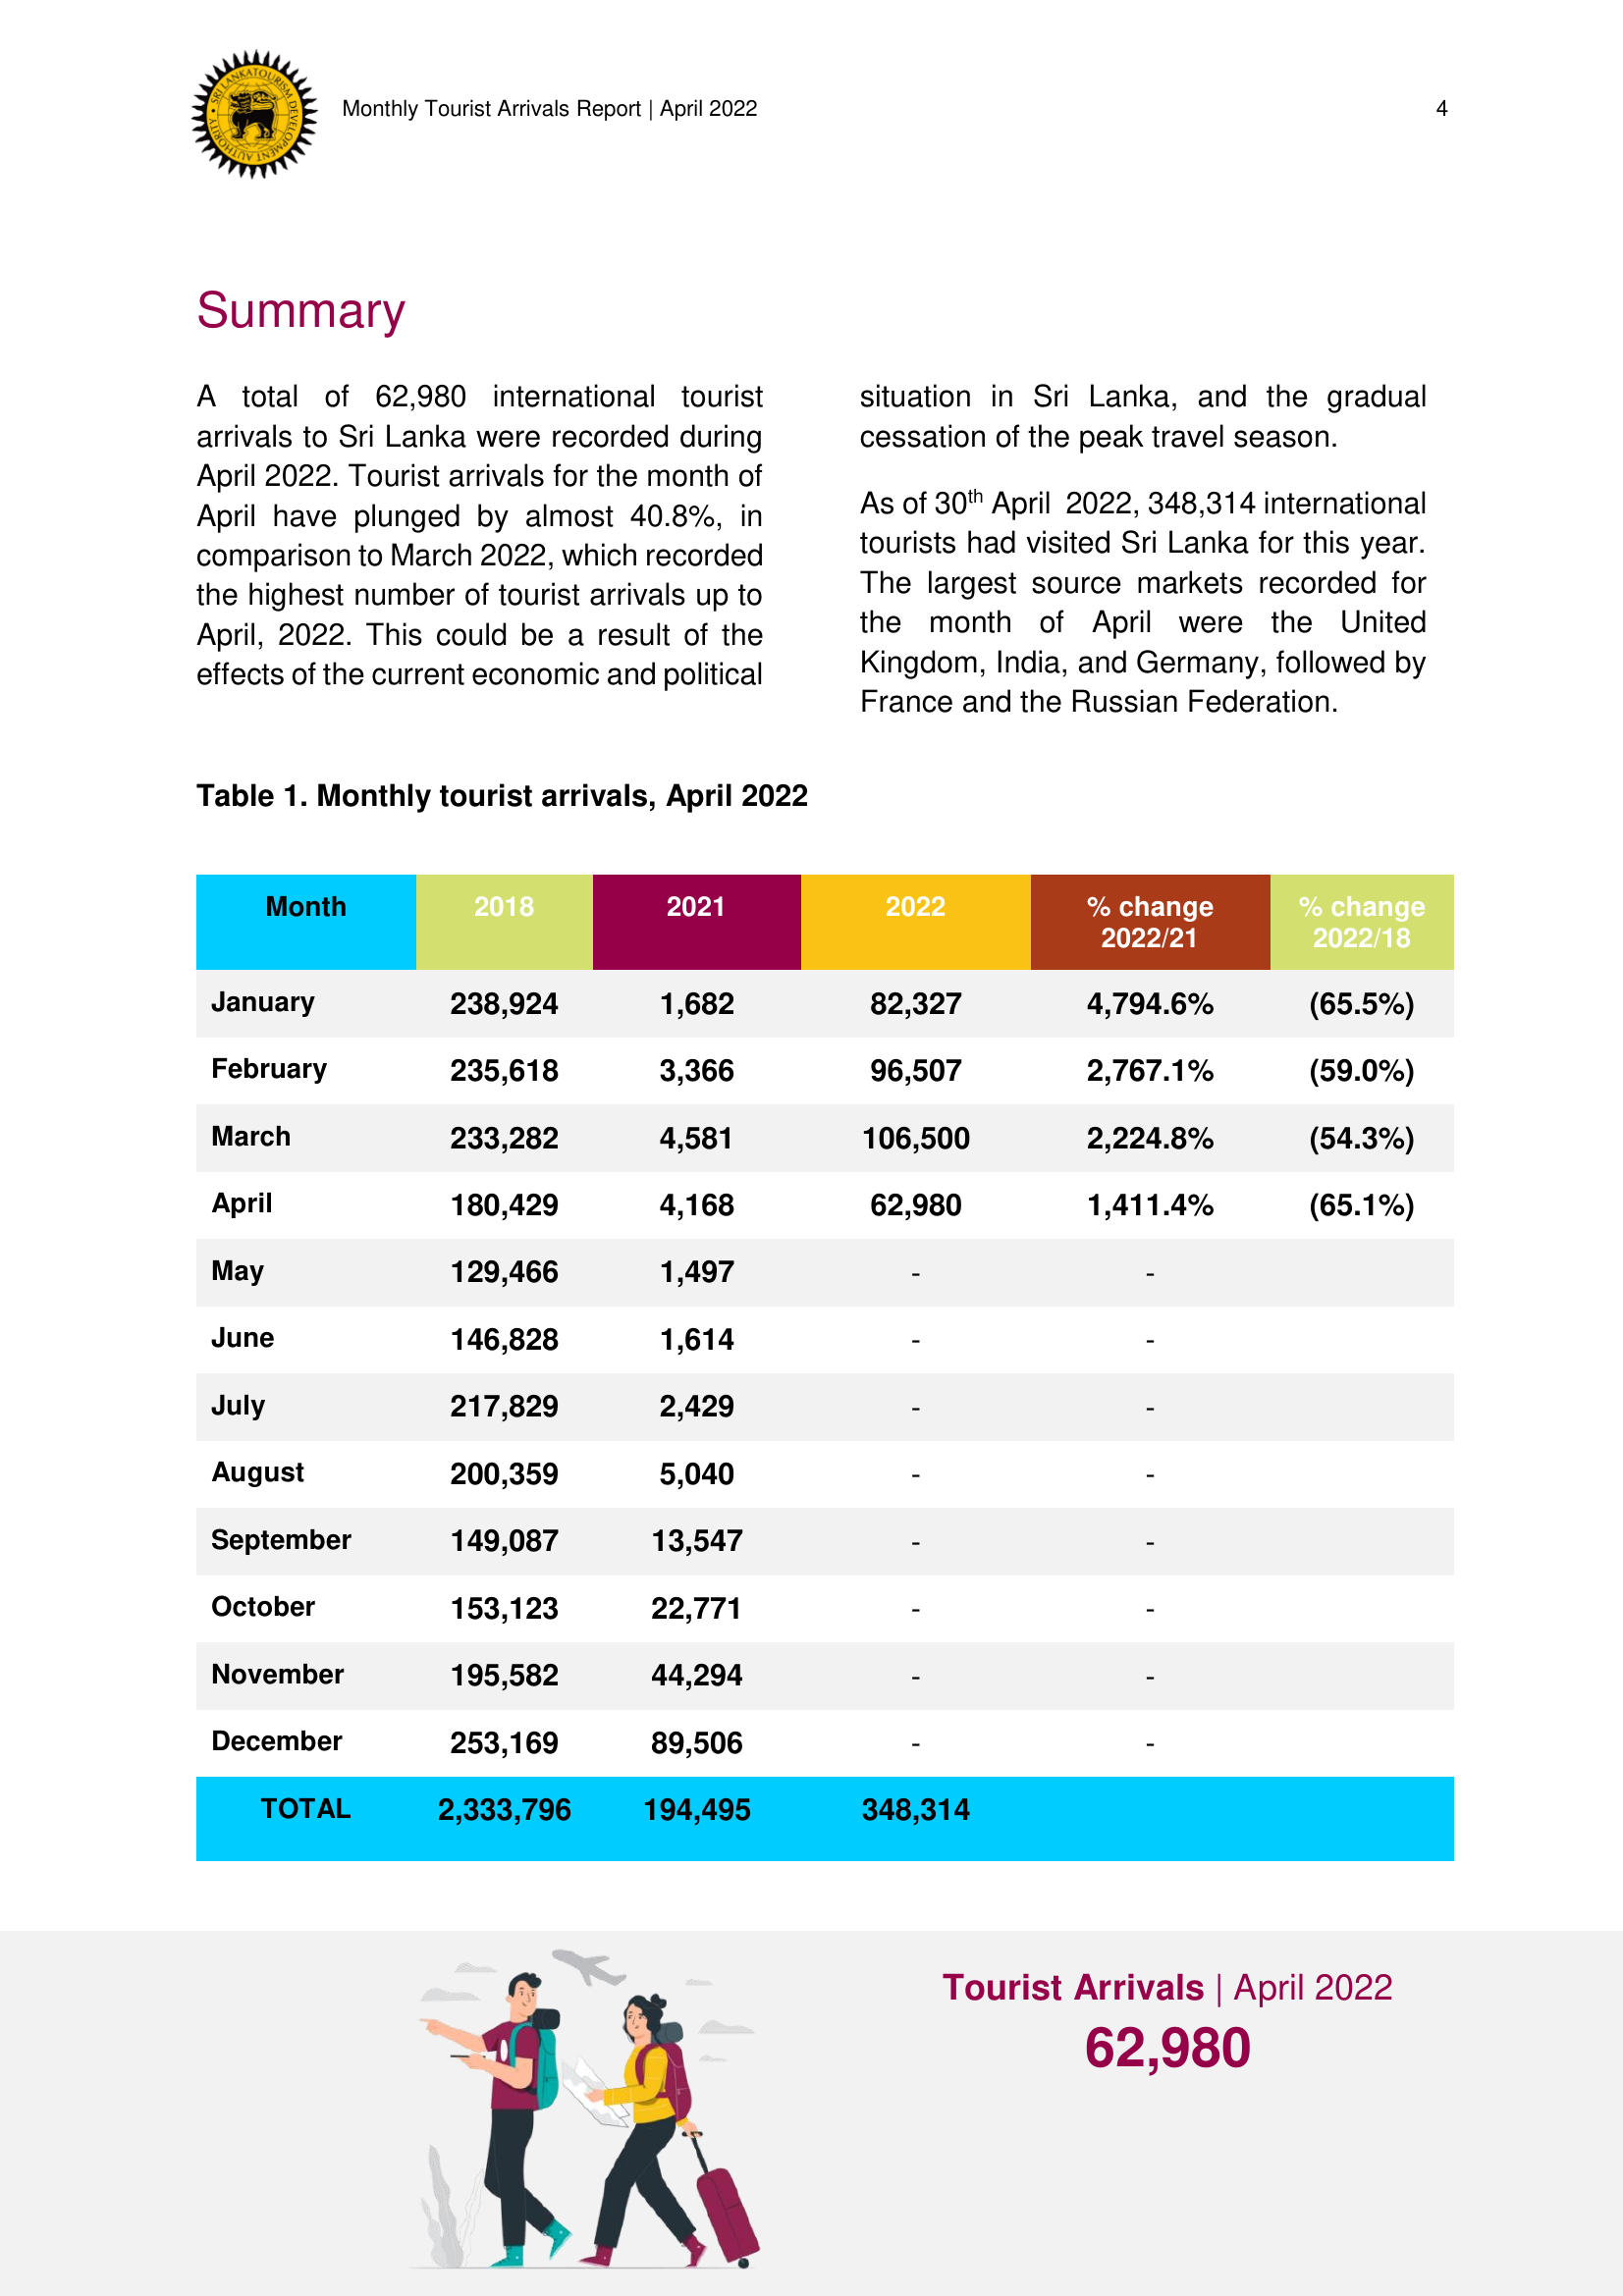 SRI LANKA TOURISM DEVELOPMENT AUTHORITY
Monthly Tourist Arrivals Report | April 2022
4
Summary
A total of 62,980 international tourist
arrivals to Sri Lanka were recorded during
April 2022. Tourist arrivals for the month of
April have plunged by almost 40.8%, in
comparison to March 2022, which recorded
the highest number of tourist arrivals up to
April, 2022. This could be a result of the
effects of the current economic and political
situation in Sri Lanka, and the gradual
cessation of the peak travel season.
As of 30th April 2022, 348,314 international
tourists had visited Sri Lanka for this year.
The largest source markets recorded for
the month of April were the United
Kingdom, India, and Germany, followed by
France and the Russian Federation.
Table 1. Monthly tourist arrivals, April 2022
Month 2018 2021 2022 % change 2022/21 % change 2022/18
January 238,924 1,682 82,327 4,794.6% (65.5%)
February 235,618 3,366 96,507 2,767.1% (59.0%)
March 233,282 4,581 106,500 2,224.8% (54.3%)
April 180,429 4,168 62,980 1,411.4% (65.1%)
May 129,466 1,497 - -
June 146,828 1,614 - -
July 217,829 2,429 - -
August 200,359 5,040 - -
September 149,087 13,547 - -
October 153,123 22,771 - -
November 195,582 44,294 - -
December 253,169 89,506 - -
TOTAL 2,333,796 194,495 348,314
Tourist Arrivals | April 2022
62,980